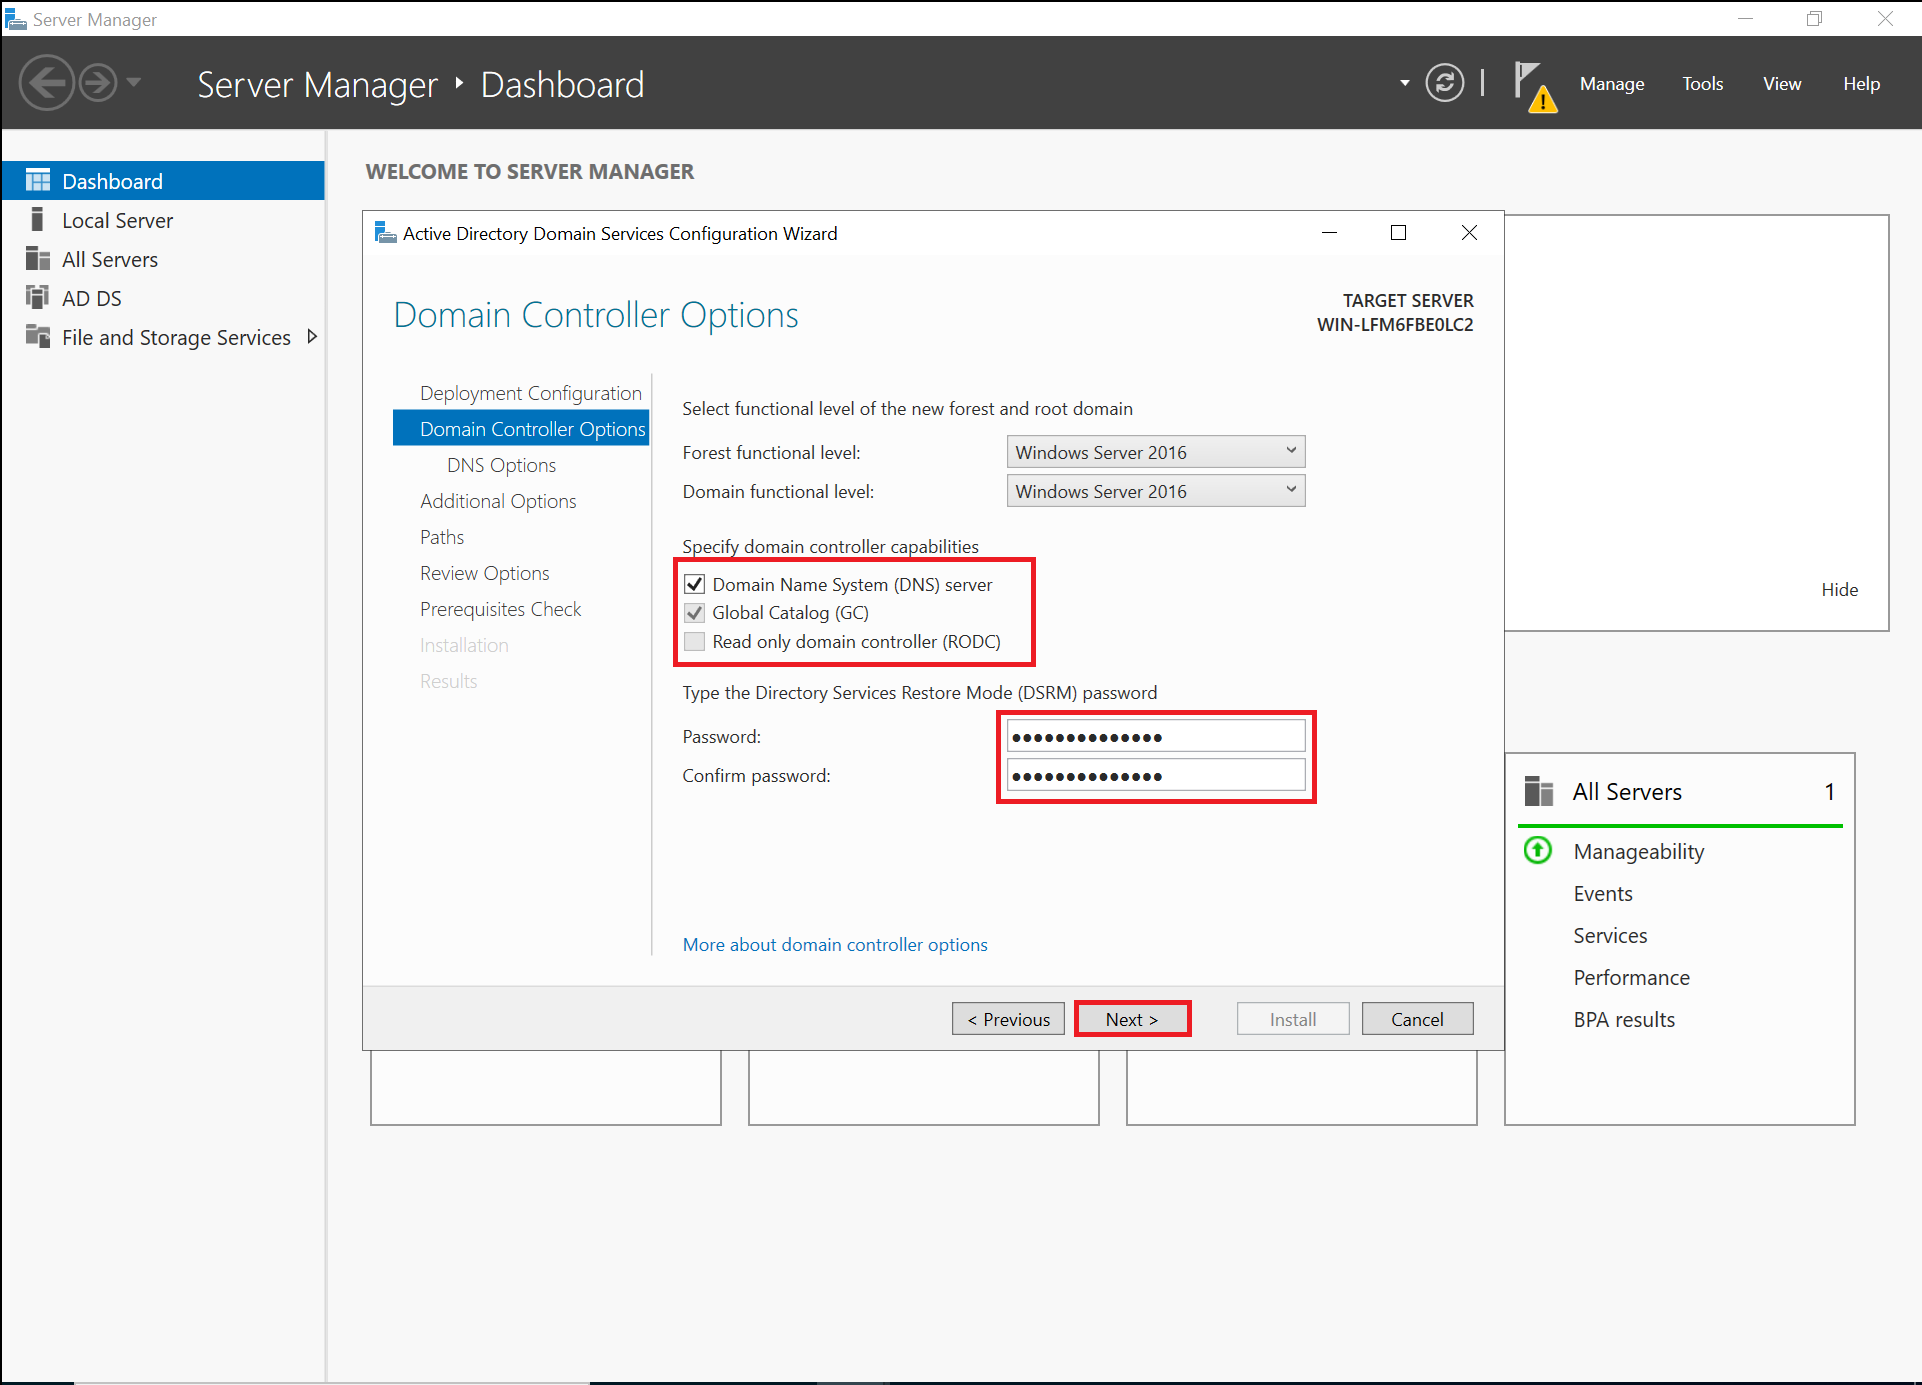 Server Manager
Server Manager ‣ Dashboard
Manage Tools View Help
Dashboard
Local Server
All Servers
AD DS
File and Storage Services
WELCOME TO SERVER MANAGER
Active Directory Domain Services Configuration Wizard
Domain Controller Options
TARGET SERVER
WIN-LFM6FBE0LC2
Deployment Configuration
Domain Controller Options
DNS Options
Additional Options
Paths
Review Options
Prerequisites Check
Installation
Results
Select functional level of the new forest and root domain
Forest functional level: Windows Server 2016
Domain functional level: Windows Server 2016
Specify domain controller capabilities
Domain Name System (DNS) server
Global Catalog (GC)
Read only domain controller (RODC)
Type the Directory Services Restore Mode (DSRM) password
Password: ••••••••••••••
Confirm password: ••••••••••••••
More about domain controller options
< Previous Next > Install Cancel
Hide
All Servers 1
Manageability
Events
Services
Performance
BPA results